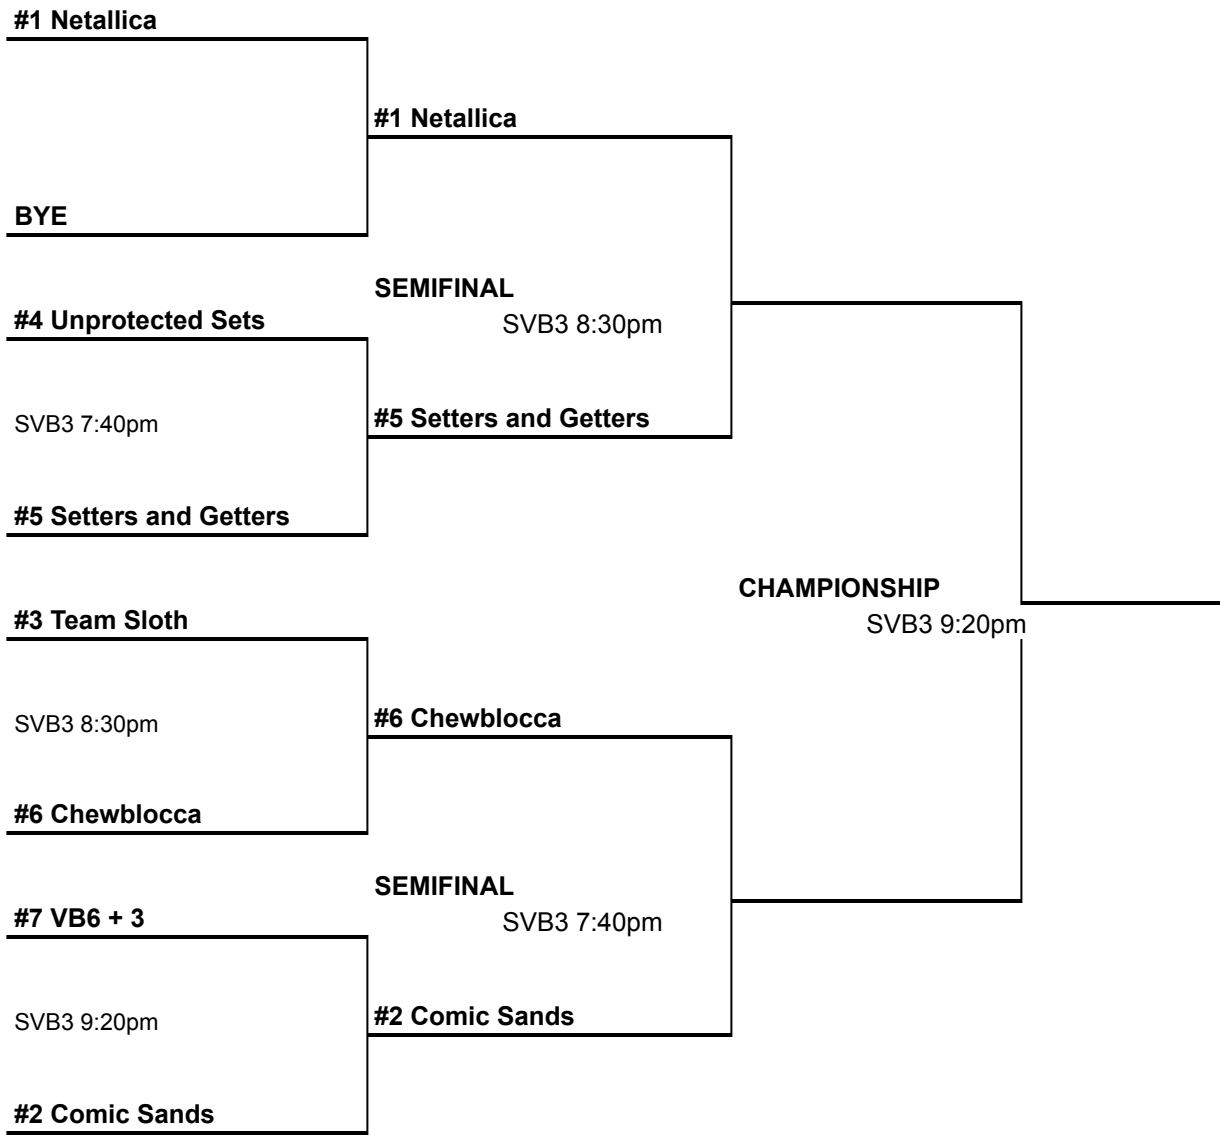 #1 Netallica
#1 Netallica
BYE
SEMIFINAL
#4 Unprotected Sets
SVB3 8:30pm
#5 Setters and Getters
SVB3 7:40pm
#5 Setters and Getters
CHAMPIONSHIP
#3 Team Sloth
SVB3 9:20pm
#6 Chewblocca
SVB3 8:30pm
#6 Chewblocca
SEMIFINAL
#7 VB6 + 3
SVB3 7:40pm
#2 Comic Sands
SVB3 9:20pm
#2 Comic Sands